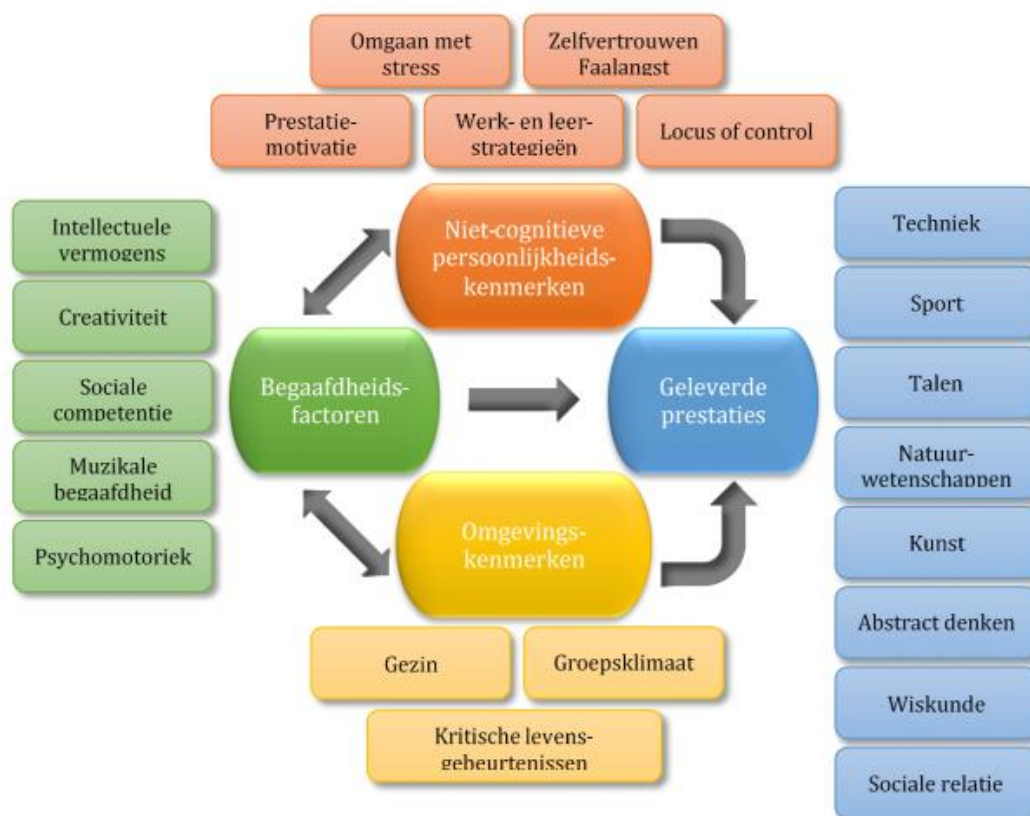 Omgaan met
stress
Zelfvertrouwen
Faalangst
Prestatie-
motivatie
Werk- en leer-
strategieën
Locus of control
Niet-cognitieve
persoonlijkheids-
kenmerken
Intellectuele
vermogens
Creativiteit
Sociale
competentie
Muzikale
begaafdheid
Psychomotoriek
Begaafdheids-
factoren
Geleverde
prestaties
Omgevings-
kenmerken
Gezin
Groepsklimaat
Kritische levens-
gebeurtenissen
Techniek
Sport
Talen
Natuur-
wetenschappen
Kunst
Abstract denken
Wiskunde
Sociale relatie